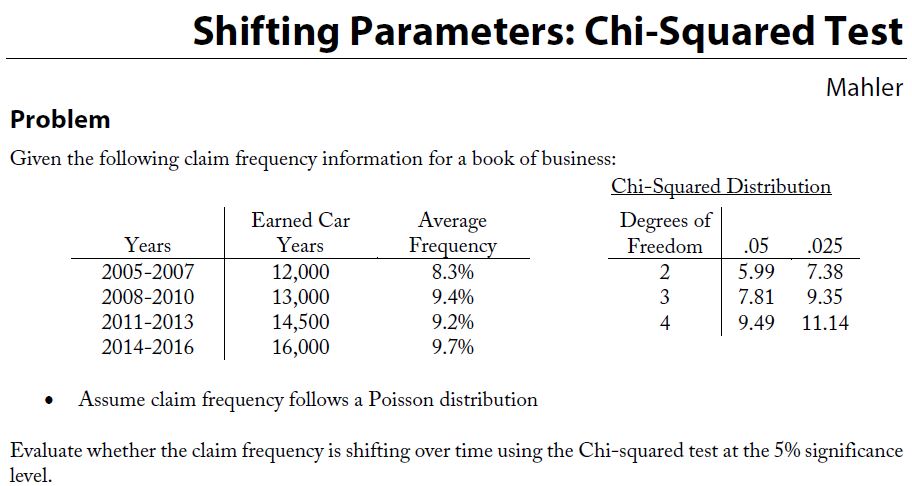 Shifting Parameters: Chi-Squared Test
Mahler
Problem
Given the following claim frequency information for a book of business:
Chi-Squared Distribution
Earned Car Average Degrees of
Years Years Frequency Freedom .05 .025
2005-2007 12,000 8.3% 2 5.99 7.38
2008-2010 13,000 9.4% 3 7.81 9.35
2011-2013 14,500 9.2% 4 9.49 11.14
2014-2016 16,000 9.7%
• Assume claim frequency follows a Poisson distribution
Evaluate whether the claim frequency is shifting over time using the Chi-squared test at the 5% significance
level.